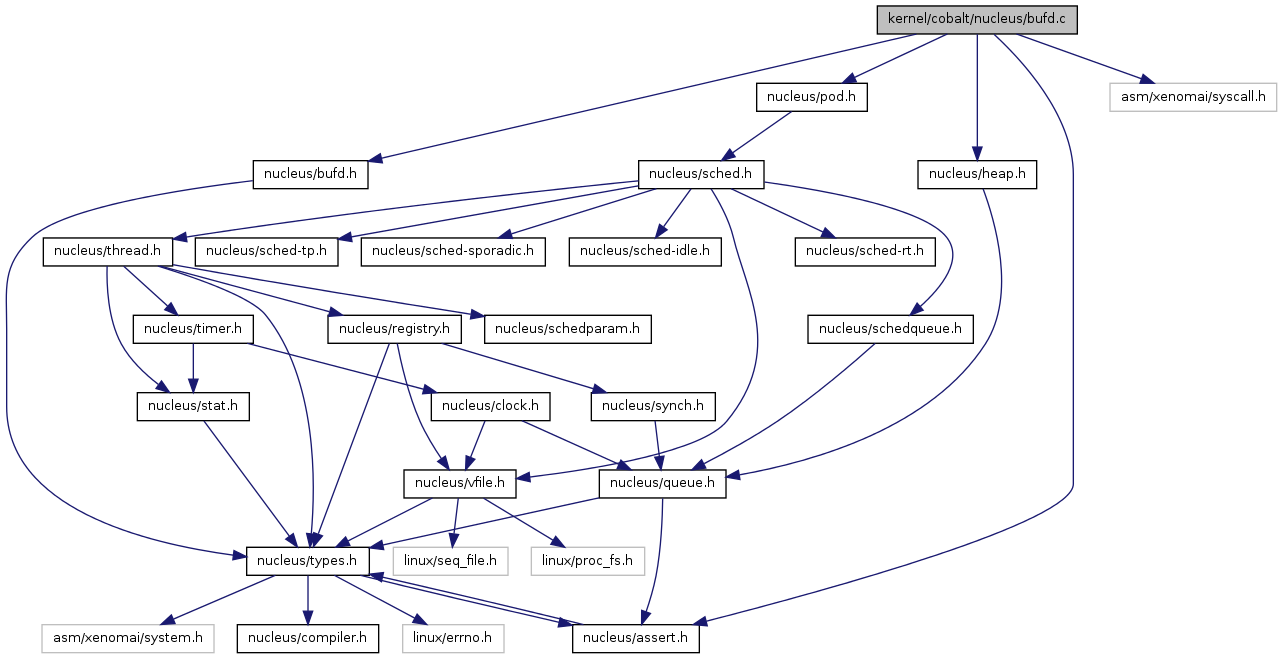 kernel/cobalt/nucleus/bufd.c
nucleus/pod.h
asm/xenomai/syscall.h
nucleus/bufd.h
nucleus/sched.h
nucleus/heap.h
nucleus/thread.h
nucleus/sched-tp.h
nucleus/sched-sporadic.h
nucleus/sched-idle.h
nucleus/sched-rt.h
nucleus/timer.h
nucleus/registry.h
nucleus/schedparam.h
nucleus/schedqueue.h
nucleus/stat.h
nucleus/clock.h
nucleus/synch.h
nucleus/vfile.h
nucleus/queue.h
nucleus/types.h
linux/seq_file.h
linux/proc_fs.h
asm/xenomai/system.h
nucleus/compiler.h
linux/errno.h
nucleus/assert.h